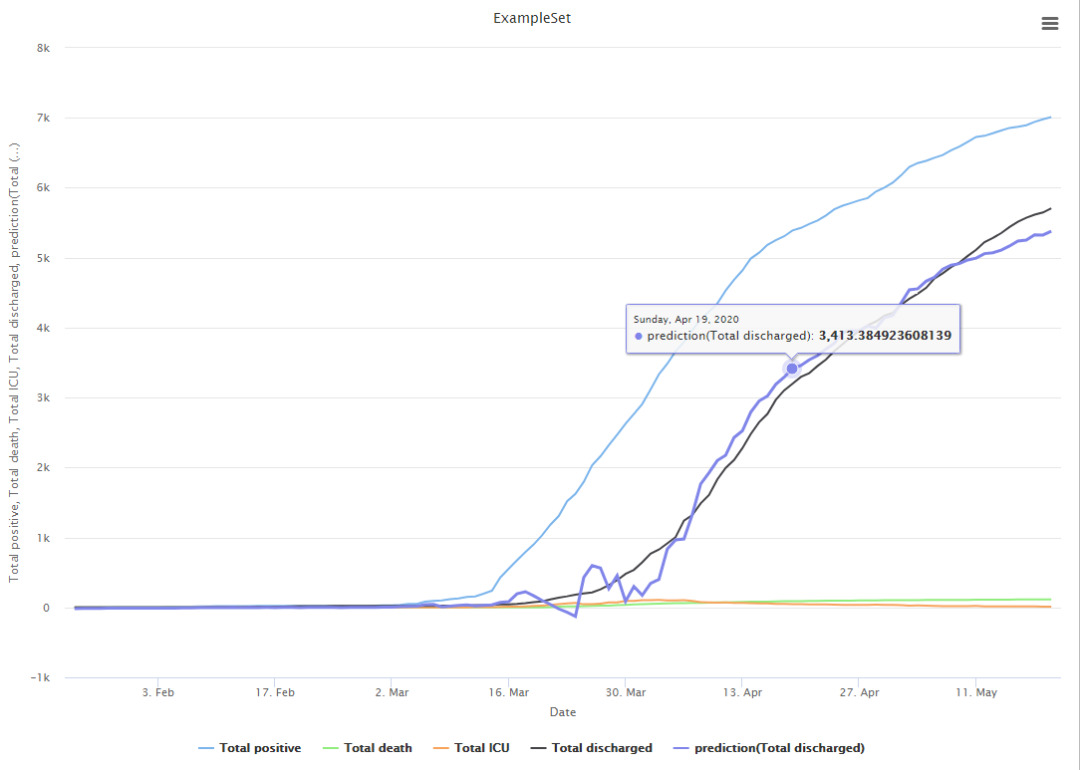 ExampleSet
8k
7k
6k
5k
4k
3k
2k
1k
0
−1k
Total positive, Total death, Total ICU, Total discharged, prediction(Total (...)
Sunday, Apr 19, 2020
prediction(Total discharged): 3,413.384923608139
3. Feb 17. Feb 2. Mar 16. Mar 30. Mar 13. Apr 27. Apr 11. May
Date
Total positive Total death Total ICU Total discharged prediction(Total discharged)